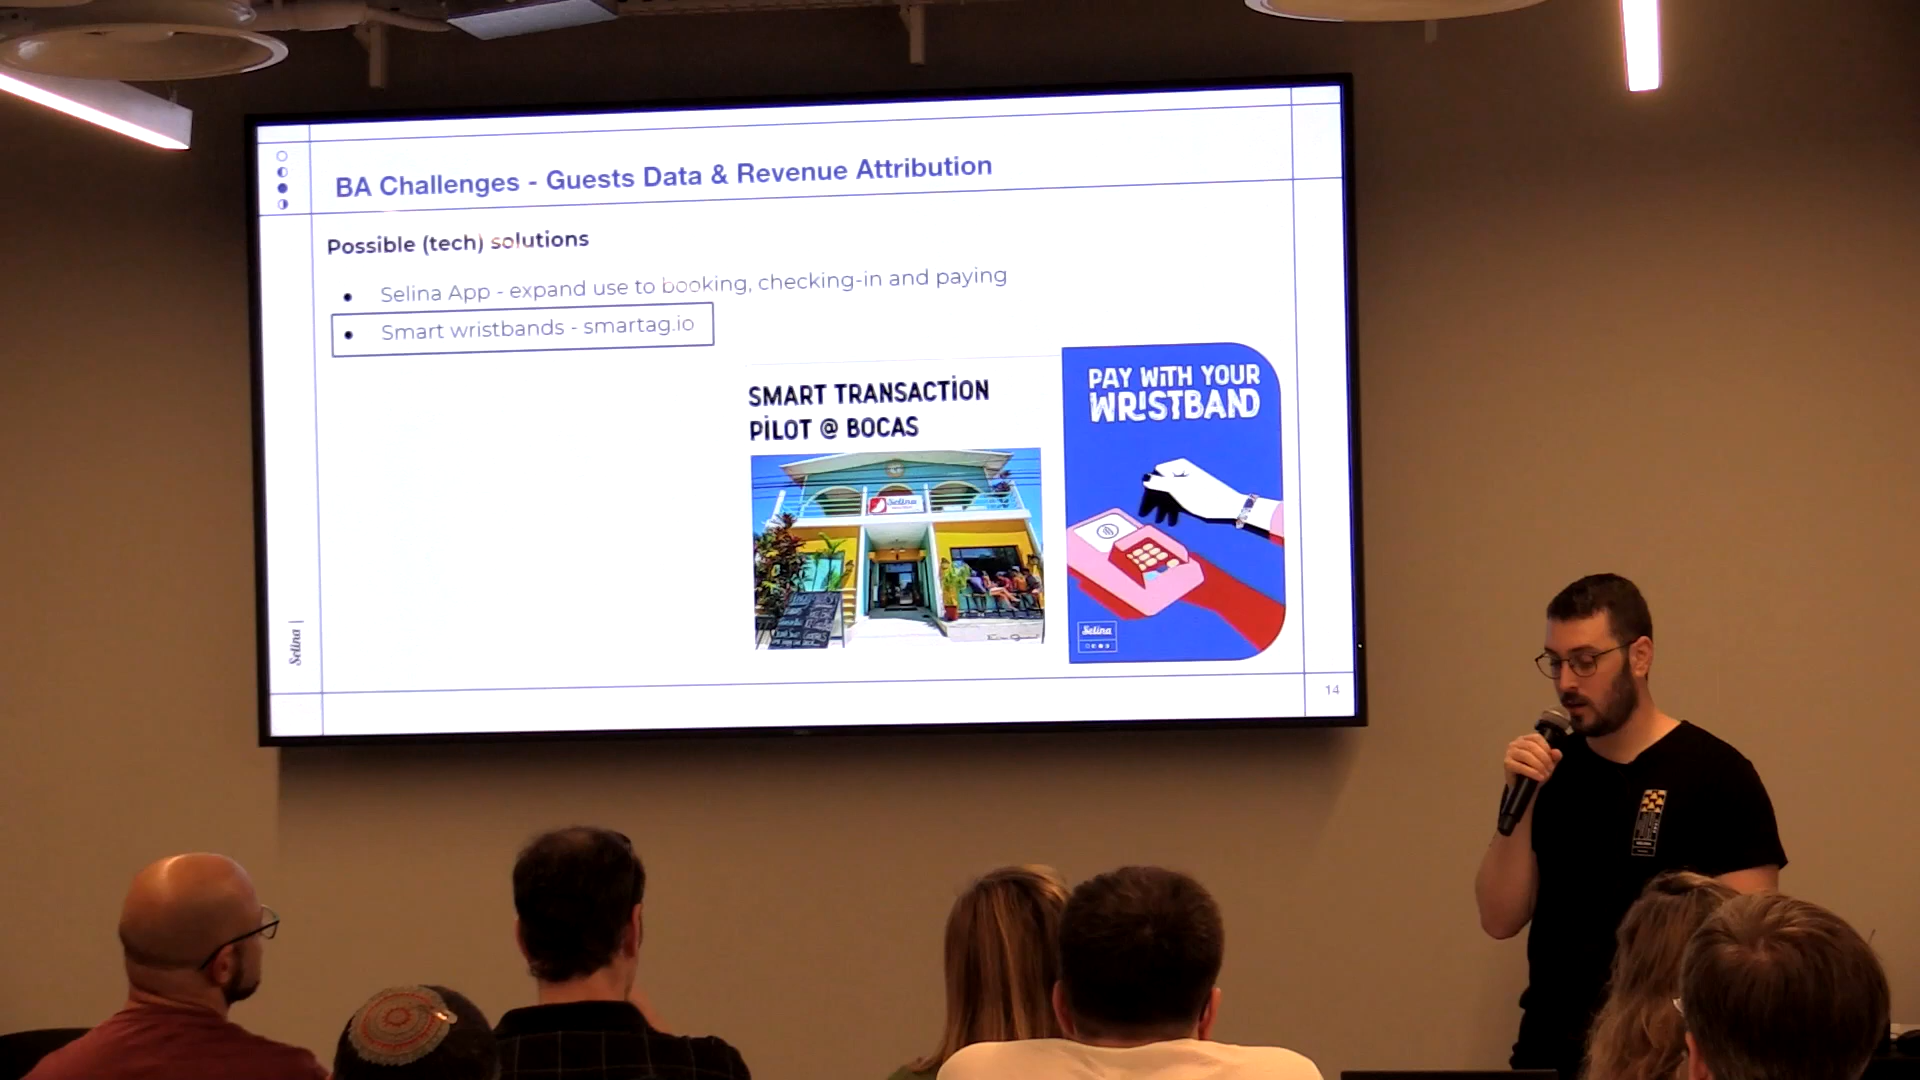 BA Challenges - Guests Data & Revenue Attribution
Possible (tech) solutions
● Selina App - expand use to booking, checking-in and paying
● Smart wristbands - smartag.io
SMART TRANSACTION
PILOT @ BOCAS
Selina
PAY WITH YOUR
WRISTBAND
Selina
Selina |
14